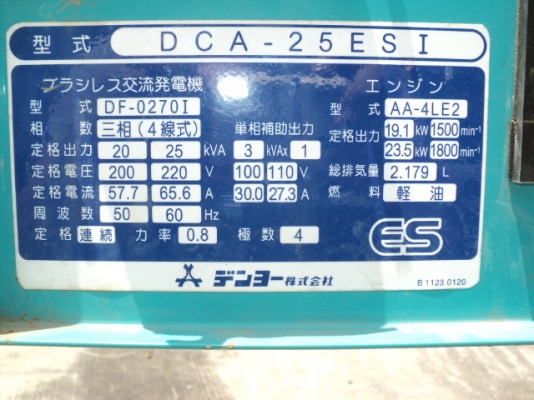 型式 DCA-25ESI
ブラシレス交流発電機
型式 DF-0270I
相数 三相(4線式) 単相補助出力
定格出力 20 25 kVA 3 kVAx 1
定格電圧 200 220 V 100 110 V
定格電流 57.7 65.6 A 30.0 27.3 A
周波数 50 60 Hz
定格 連続 力率 0.8 極数 4
エンジン
型式 AA-4LE2
定格出力 19.1 kW 1500 min⁻¹
23.5 kW 1800 min⁻¹
総排気量 2.179 L
燃料 軽油
ES
デンヨー株式会社
B 1123 0120